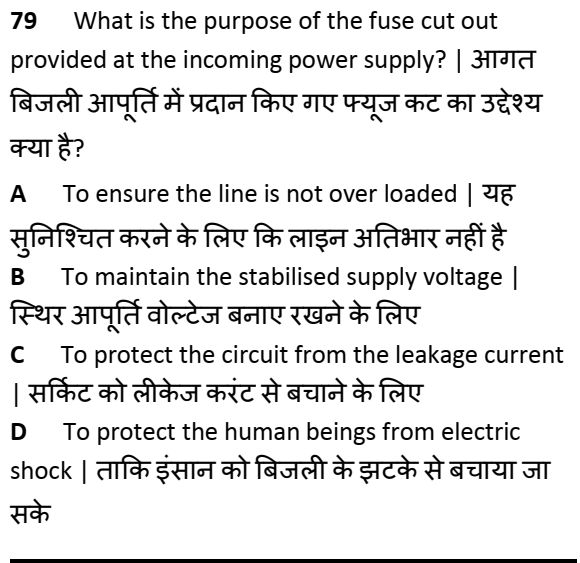 79 What is the purpose of the fuse cut out
provided at the incoming power supply? | आगत
बिजली आपूर्ति में प्रदान किए गए फ्यूज कट का उद्देश्य
क्या है?
A To ensure the line is not over loaded | यह
सुनिश्चित करने के लिए कि लाइन अतिभार नहीं है
B To maintain the stabilised supply voltage |
स्थिर आपूर्ति वोल्टेज बनाए रखने के लिए
C To protect the circuit from the leakage current
| सर्किट को लीकेज करंट से बचाने के लिए
D To protect the human beings from electric
shock | ताकि इंसान को बिजली के झटके से बचाया जा
सके